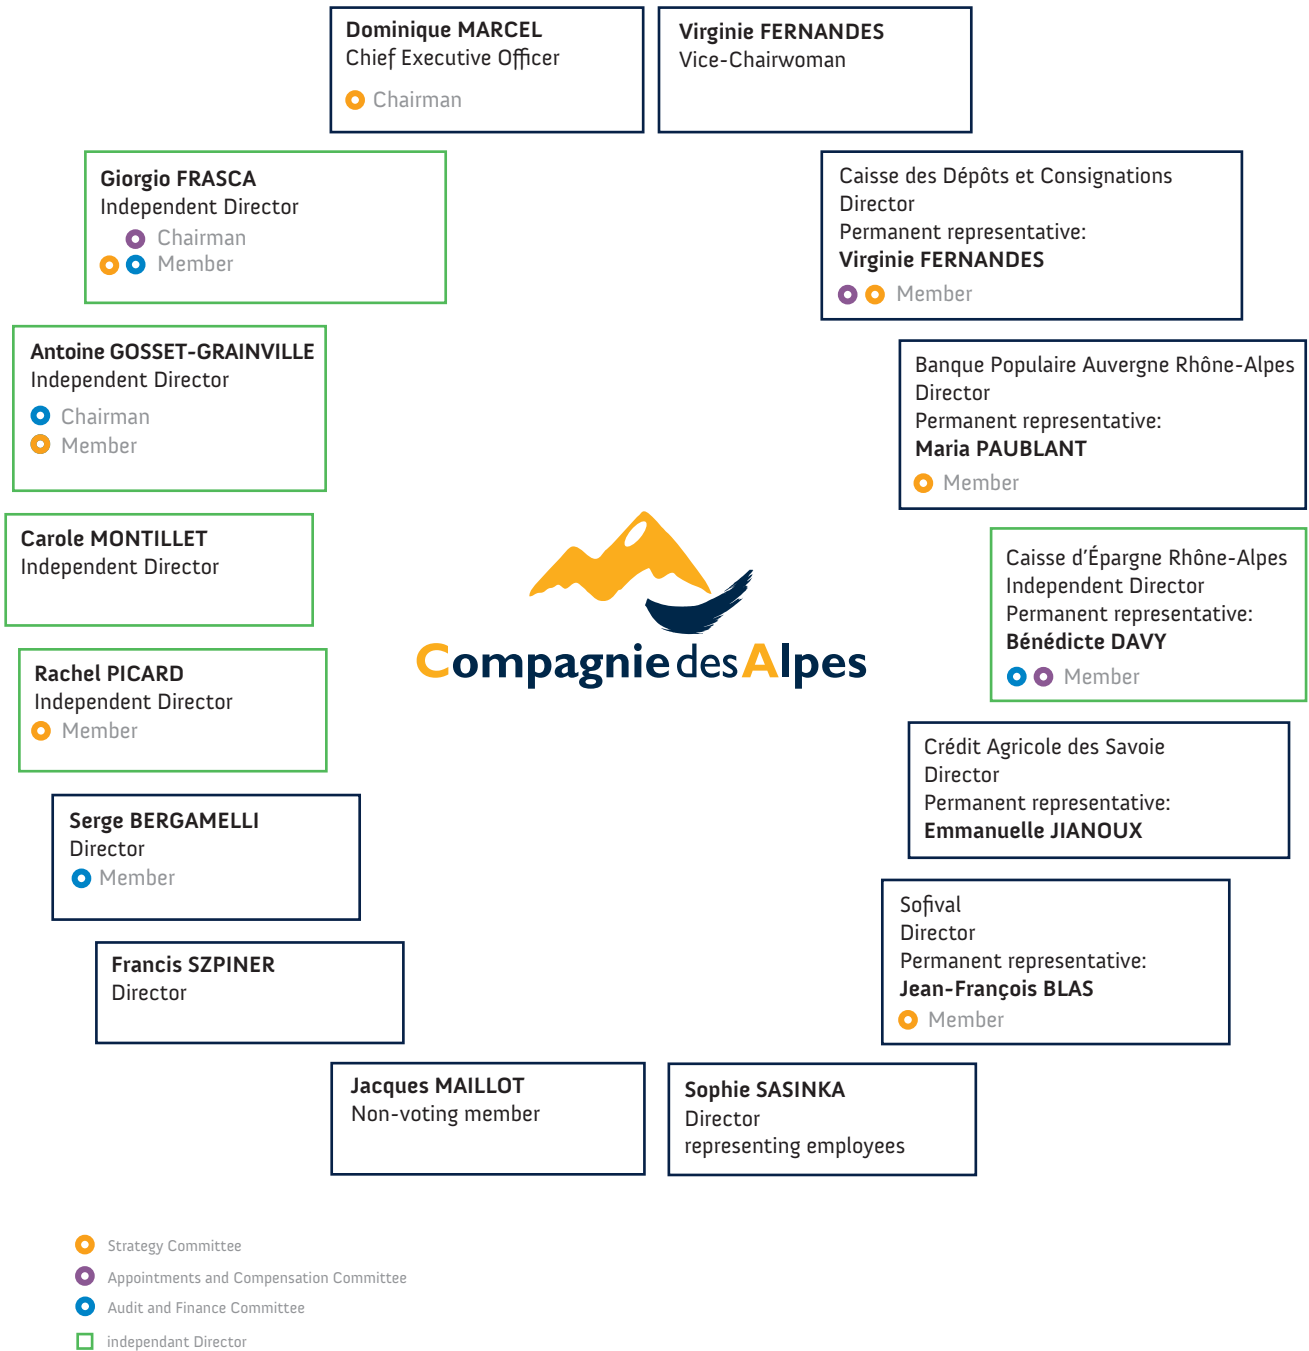 Dominique MARCEL
Chief Executive Officer
Chairman
Virginie FERNANDES
Vice-Chairwoman
Giorgio FRASCA
Independent Director
Chairman
Member
Caisse des Dépôts et Consignations
Director
Permanent representative:
Virginie FERNANDES
Member
Antoine GOSSET-GRAINVILLE
Independent Director
Chairman
Member
Banque Populaire Auvergne Rhône-Alpes
Director
Permanent representative:
Maria PAUBLANT
Member
Carole MONTILLET
Independent Director
Compagnie des Alpes
Caisse d’Épargne Rhône-Alpes
Independent Director
Permanent representative:
Bénédicte DAVY
Member
Rachel PICARD
Independent Director
Member
Crédit Agricole des Savoie
Director
Permanent representative:
Emmanuelle JIANOUX
Serge BERGAMELLI
Director
Member
Sofival
Director
Permanent representative:
Jean-François BLAS
Member
Francis SZPINER
Director
Jacques MAILLOT
Non-voting member
Sophie SASINKA
Director
representing employees
Strategy Committee
Appointments and Compensation Committee
Audit and Finance Committee
independant Director